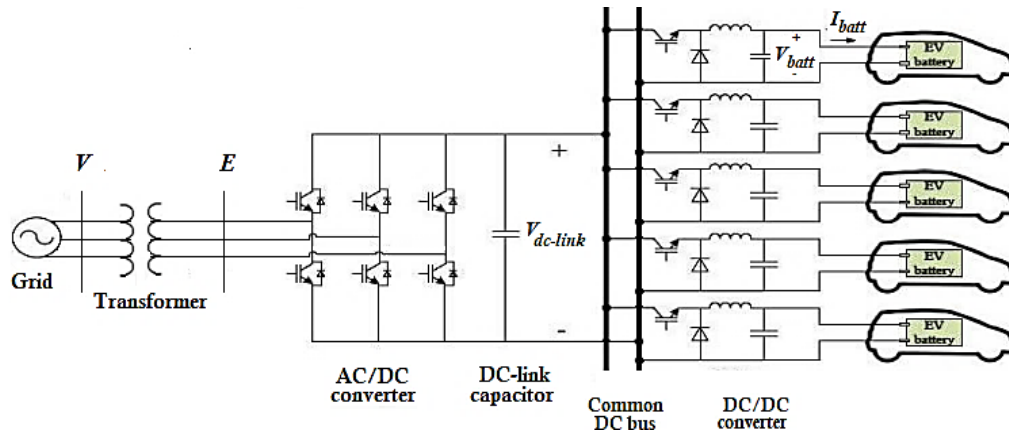 I batt
EV
battery
+
V batt
-
EV
battery
V
E
+
V dc-link
EV
battery
Grid
Transformer
EV
battery
-
EV
battery
AC/DC
converter
DC-link
capacitor
Common
DC bus
DC/DC
converter